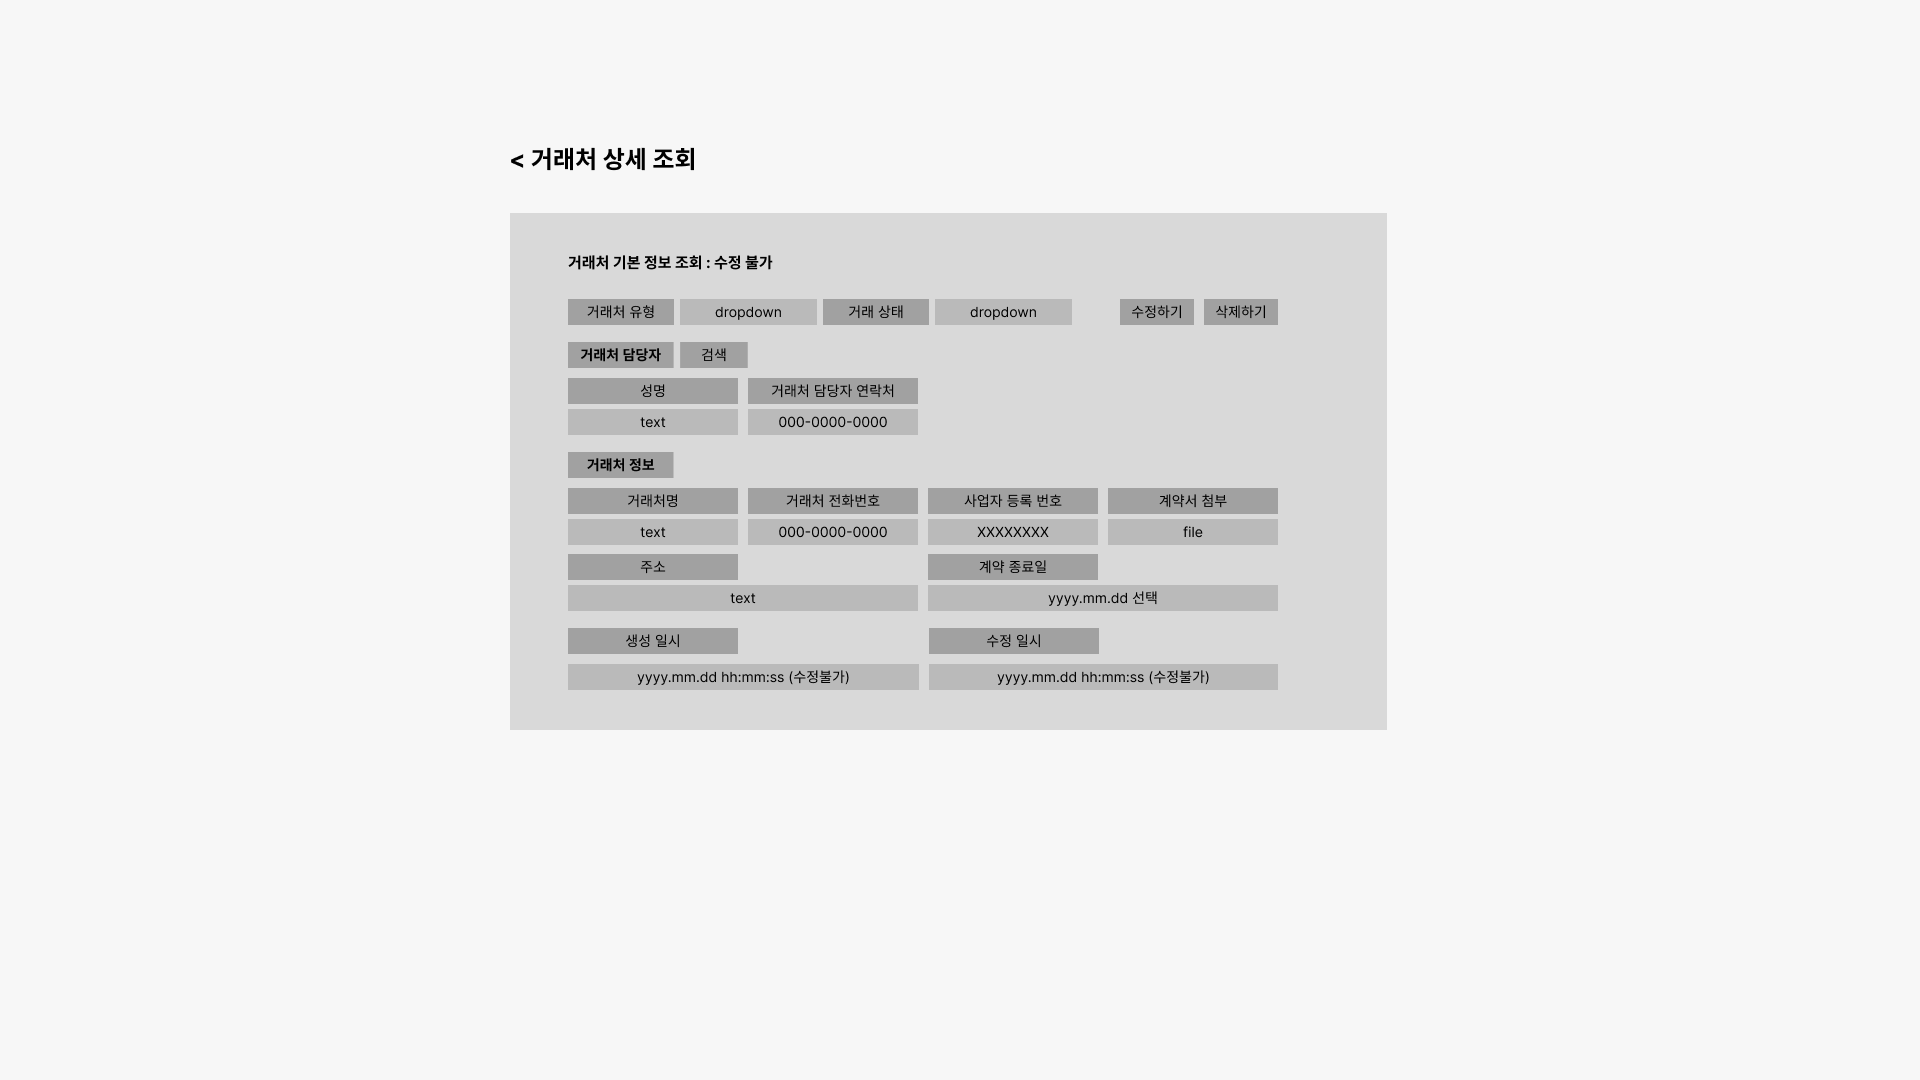 < 거래처 상세 조회
거래처 기본 정보 조회 : 수정 불가
거래처 유형 dropdown 거래 상태 dropdown 수정하기 삭제하기
거래처 담당자 검색
성명 거래처 담당자 연락처
text 000-0000-0000
거래처 정보
거래처명 거래처 전화번호 사업자 등록 번호 계약서 첨부
text 000-0000-0000 XXXXXXXX file
주소 계약 종료일
text yyyy.mm.dd 선택
생성 일시 수정 일시
yyyy.mm.dd hh:mm:ss (수정불가) yyyy.mm.dd hh:mm:ss (수정불가)